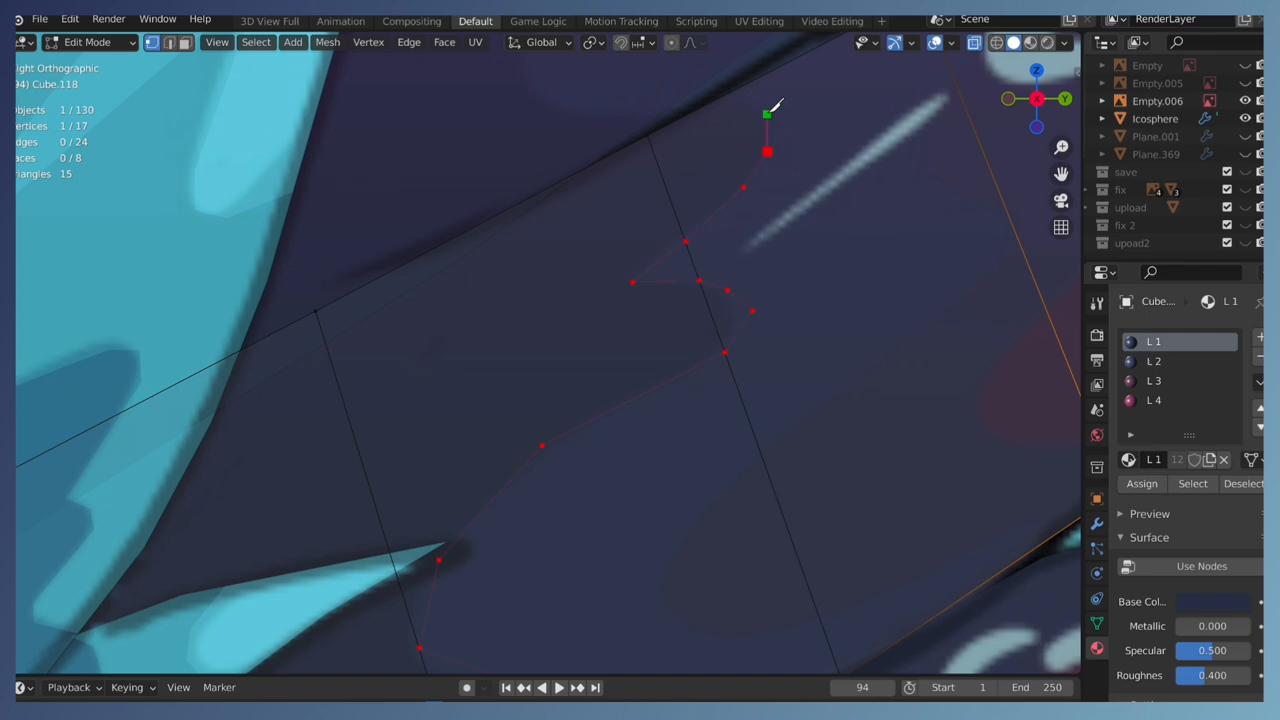 File Edit Render Window Help 3D View Full Animation Compositing Default Game Logic Motion Tracking Scripting UV Editing Video Editing + Scene RenderLayer
Edit Mode View Select Add Mesh Vertex Edge Face UV Global
ight Orthographic
94) Cube.118
bjects 1 / 130
ertices 1 / 17
dges 0 / 24
aces 0 / 8
riangles 15
Z
X
Y
Empty
Empty.005
Empty.006
Icosphere
Plane.001
Plane.369
save
fix 4 3
upload
fix 2
upoad2
Cube.... L 1
L 1
L 2
L 3
L 4
L 1 12
Assign Select Deselect
Preview
Surface
Use Nodes
Base Col...
Metallic 0.000
Specular 0.500
Roughnes 0.400
Playback Keying View Marker 94 Start 1 End 250